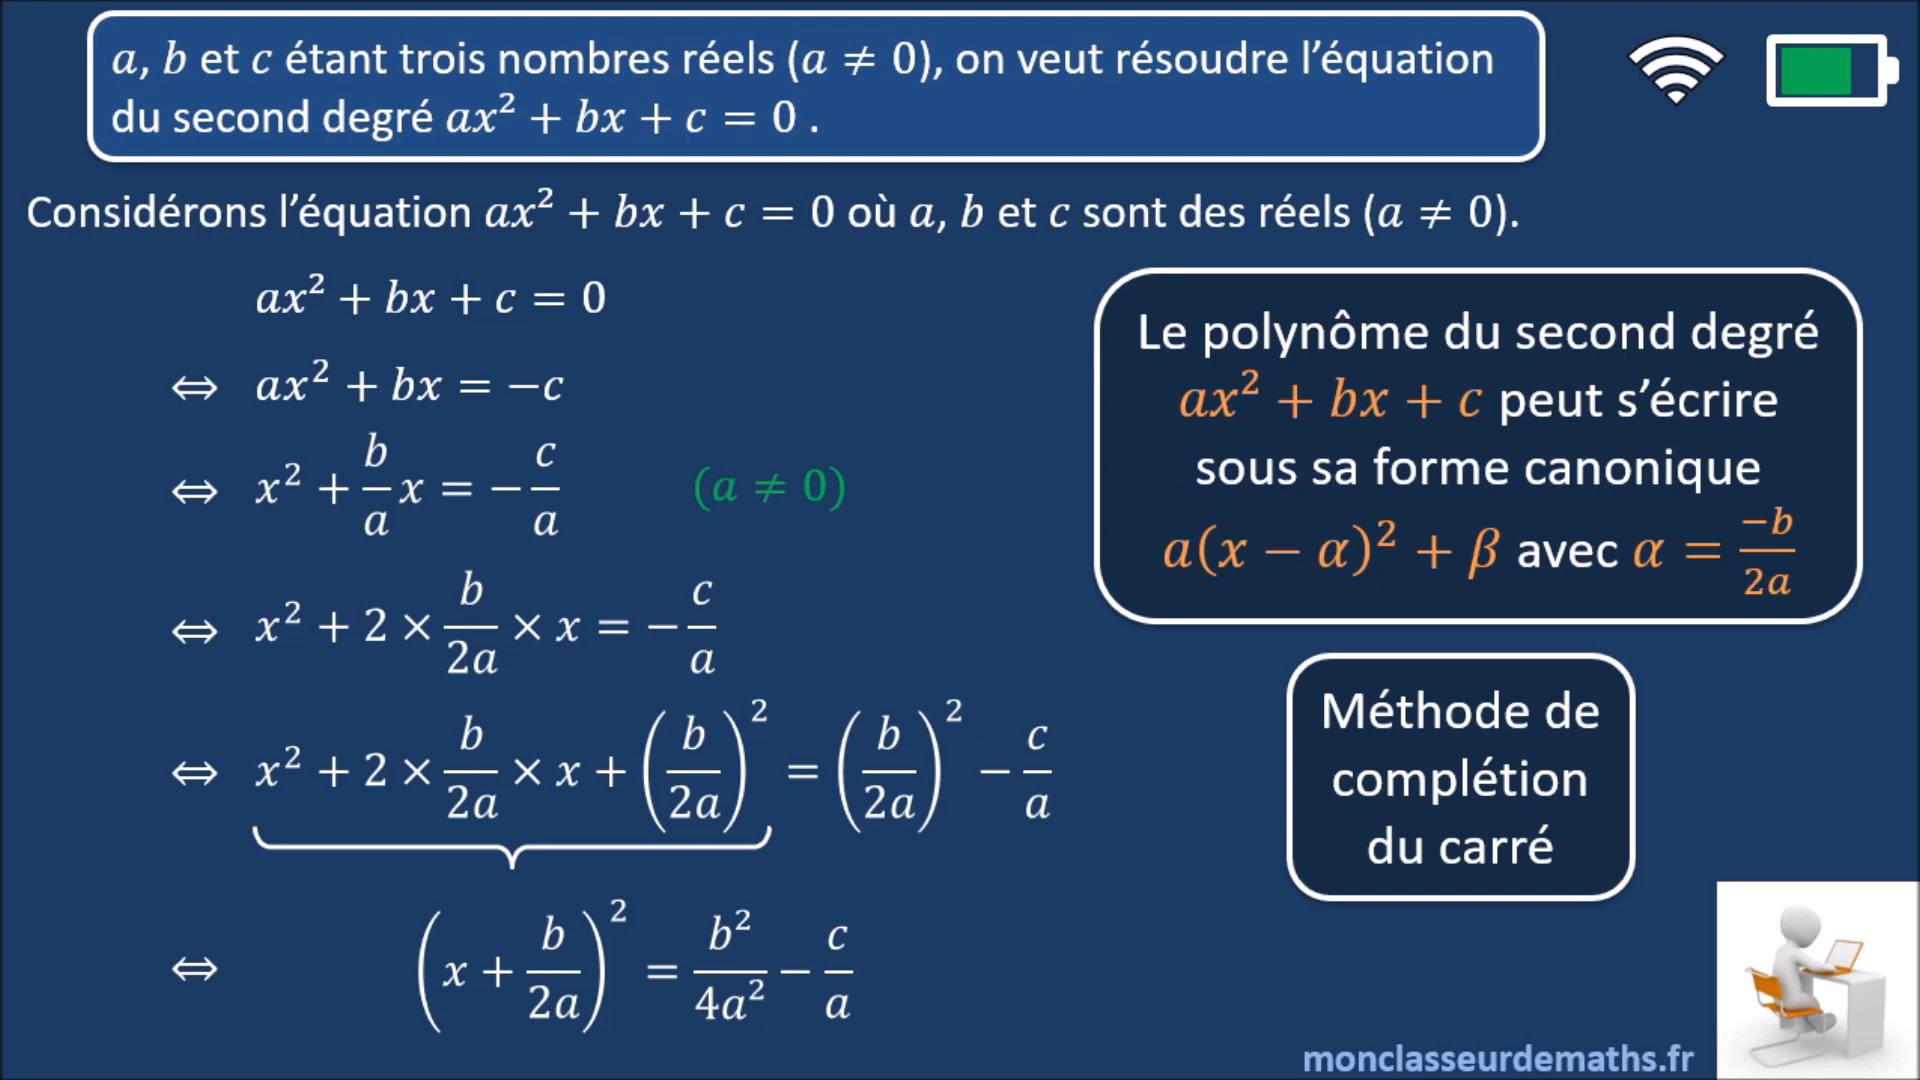 a, b et c étant trois nombres réels (a ≠ 0), on veut résoudre l'équation
du second degré ax² + bx + c = 0 .
Considérons l'équation ax² + bx + c = 0 où a, b et c sont des réels (a ≠ 0).
ax² + bx + c = 0
⇔ ax² + bx = −c
⇔ x² + b/a x = − c/a (a ≠ 0)
⇔ x² + 2 × b/2a × x = − c/a
⇔ x² + 2 × b/2a × x + (b/2a)² = (b/2a)² − c/a
⇔ (x + b/2a)² = b²/4a² − c/a
Le polynôme du second degré
ax² + bx + c peut s'écrire
sous sa forme canonique
a(x − α)² + β avec α = −b/2a
Méthode de
complétion
du carré
monclasseurdemaths.fr